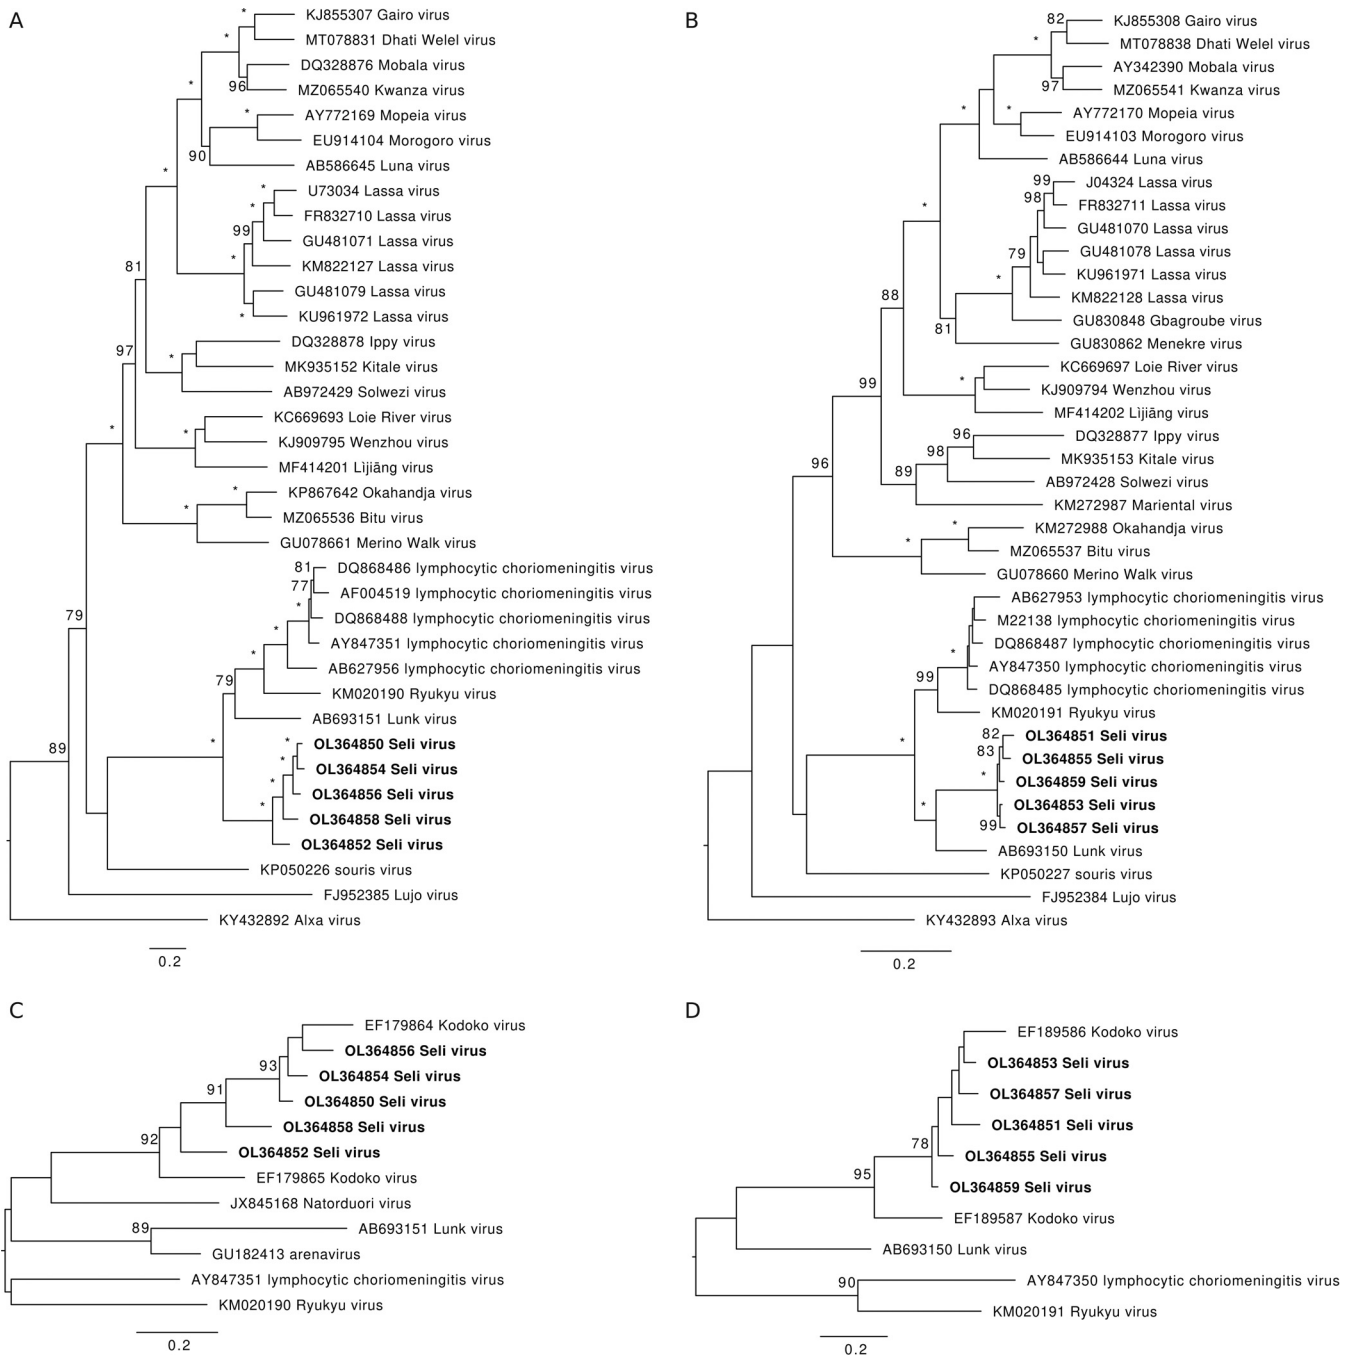 A
* KJ855307 Gairo virus
MT078831 Dhati Welel virus
*
DQ328876 Mobala virus
96 MZ065540 Kwanza virus
*
* AY772169 Mopeia virus
EU914104 Morogoro virus
90
AB586645 Luna virus
*
* U73034 Lassa virus
* FR832710 Lassa virus
99 GU481071 Lassa virus
* KM822127 Lassa virus
81
GU481079 Lassa virus
* KU961972 Lassa virus
DQ328878 Ippy virus
97 * MK935152 Kitale virus
AB972429 Solwezi virus
KC669693 Loie River virus
* * KJ909795 Wenzhou virus
MF414201 Lìjiāng virus
* KP867642 Okahandja virus
* MZ065536 Bitu virus
GU078661 Merino Walk virus
81 DQ868486 lymphocytic choriomeningitis virus
77 AF004519 lymphocytic choriomeningitis virus
* DQ868488 lymphocytic choriomeningitis virus
79 * AY847351 lymphocytic choriomeningitis virus
* AB627956 lymphocytic choriomeningitis virus
79 KM020190 Ryukyu virus
AB693151 Lunk virus
89 * * OL364850 Seli virus
* OL364854 Seli virus
* OL364856 Seli virus
* OL364858 Seli virus
OL364852 Seli virus
KP050226 souris virus
FJ952385 Lujo virus
KY432892 Alxa virus
0.2
B
82 KJ855308 Gairo virus
* MT078838 Dhati Welel virus
AY342390 Mobala virus
97 MZ065541 Kwanza virus
* * AY772170 Mopeia virus
EU914103 Morogoro virus
AB586644 Luna virus
99 J04324 Lassa virus
* 98 FR832711 Lassa virus
GU481070 Lassa virus
79 GU481078 Lassa virus
* KU961971 Lassa virus
88 KM822128 Lassa virus
GU830848 Gbagroube virus
81
GU830862 Menekre virus
KC669697 Loie River virus
99 * KJ909794 Wenzhou virus
MF414202 Lìjiāng virus
96 DQ328877 Ippy virus
98 MK935153 Kitale virus
96 89 AB972428 Solwezi virus
KM272987 Mariental virus
* KM272988 Okahandja virus
* MZ065537 Bitu virus
GU078660 Merino Walk virus
AB627953 lymphocytic choriomeningitis virus
M22138 lymphocytic choriomeningitis virus
DQ868487 lymphocytic choriomeningitis virus
* AY847350 lymphocytic choriomeningitis virus
99 DQ868485 lymphocytic choriomeningitis virus
KM020191 Ryukyu virus
* 82 OL364851 Seli virus
83 OL364855 Seli virus
* OL364859 Seli virus
* OL364853 Seli virus
99 OL364857 Seli virus
AB693150 Lunk virus
KP050227 souris virus
FJ952384 Lujo virus
KY432893 Alxa virus
0.2
C
EF179864 Kodoko virus
OL364856 Seli virus
93
OL364854 Seli virus
91
OL364850 Seli virus
OL364858 Seli virus
92
OL364852 Seli virus
EF179865 Kodoko virus
JX845168 Natorduori virus
89 AB693151 Lunk virus
GU182413 arenavirus
AY847351 lymphocytic choriomeningitis virus
KM020190 Ryukyu virus
0.2
D
EF189586 Kodoko virus
OL364853 Seli virus
OL364857 Seli virus
OL364851 Seli virus
78
OL364855 Seli virus
95
OL364859 Seli virus
EF189587 Kodoko virus
AB693150 Lunk virus
90 AY847350 lymphocytic choriomeningitis virus
KM020191 Ryukyu virus
0.2